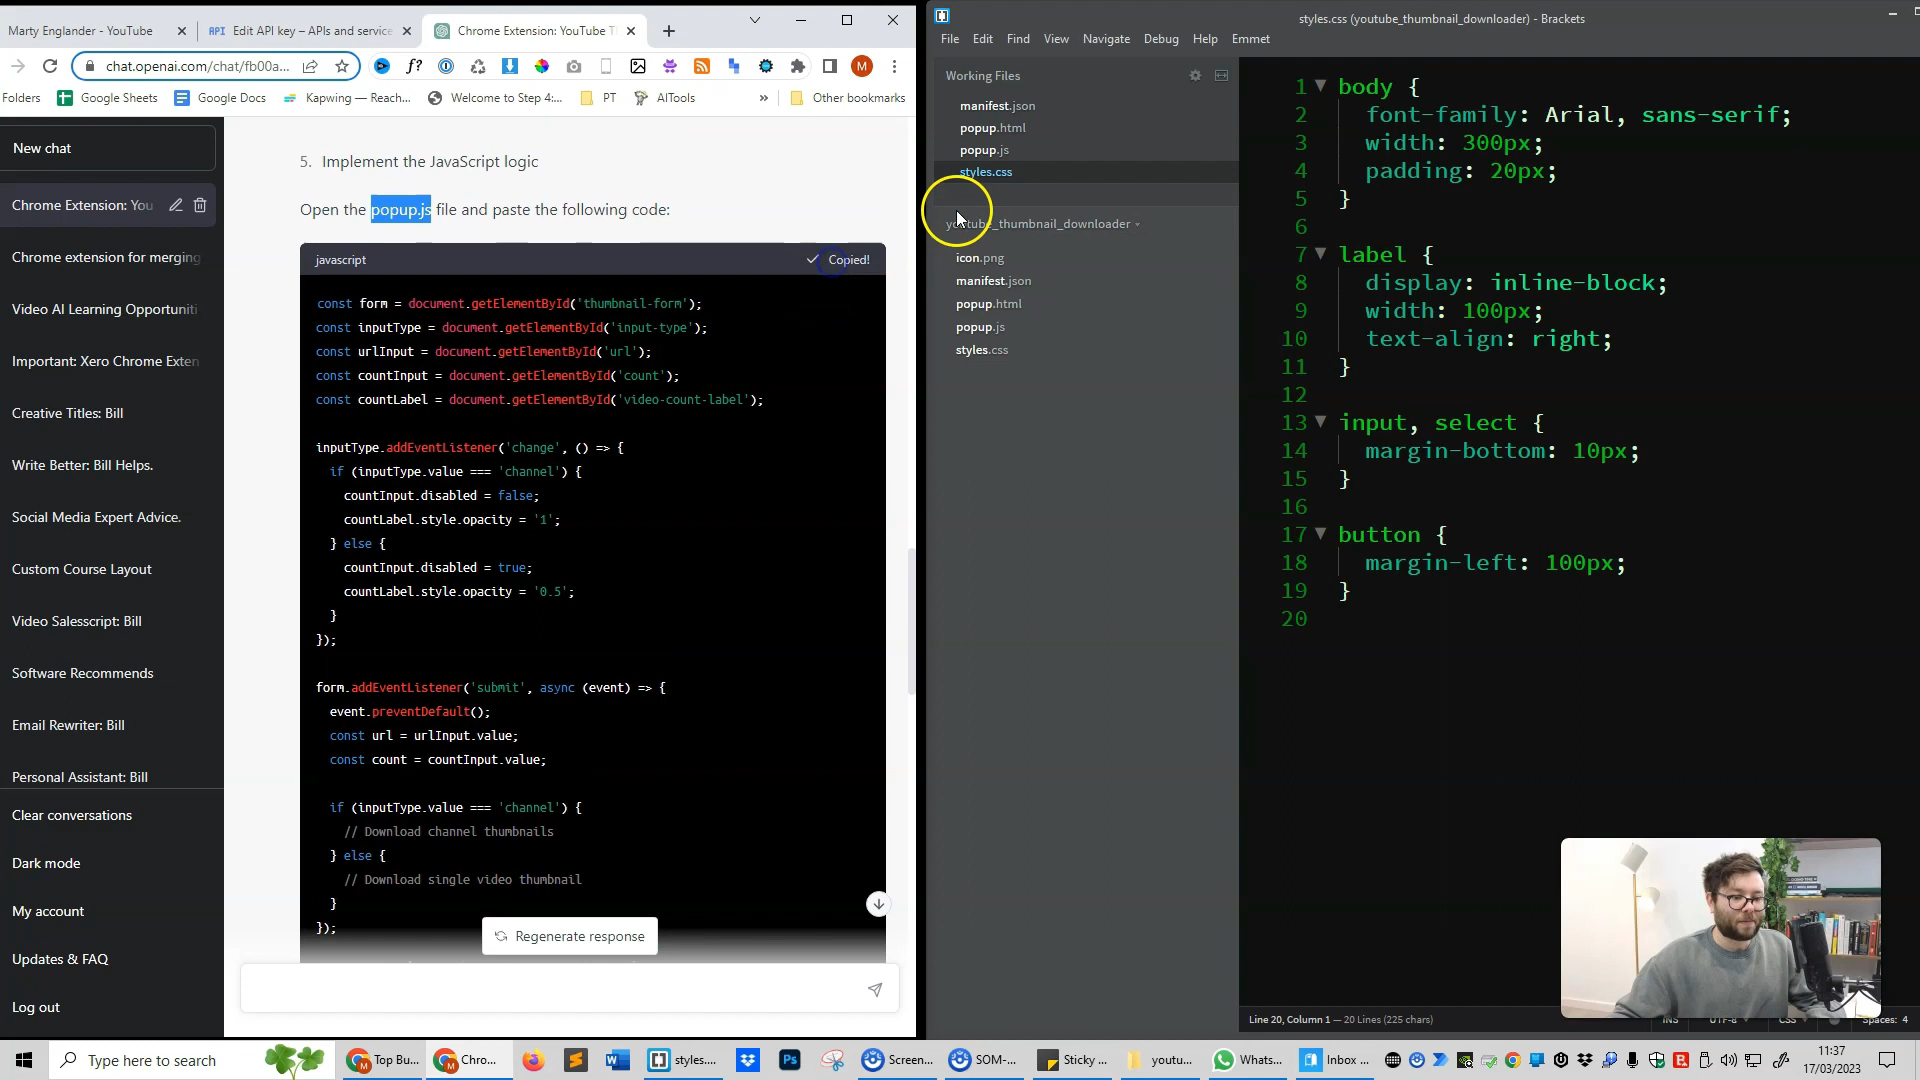 Marty Englander - YouTube
API Edit API key – APIs and service
Chrome Extension: YouTube T
chat.openai.com/chat/fb00a...
f?
M
Folders
Google Sheets
Google Docs
Kapwing — Reach...
Welcome to Step 4:...
PT
AITools
»
Other bookmarks
New chat
Chrome Extension: You
Chrome extension for merging
Video AI Learning Opportuniti
Important: Xero Chrome Exten
Creative Titles: Bill
Write Better: Bill Helps.
Social Media Expert Advice.
Custom Course Layout
Video Salesscript: Bill
Software Recommends
Email Rewriter: Bill
Personal Assistant: Bill
Clear conversations
Dark mode
My account
Updates & FAQ
Log out
5. Implement the JavaScript logic
Open the popup.js file and paste the following code:
javascript
Copied!
const form = document.getElementById('thumbnail-form');
const inputType = document.getElementById('input-type');
const urlInput = document.getElementById('url');
const countInput = document.getElementById('count');
const countLabel = document.getElementById('video-count-label');
inputType.addEventListener('change', () => {
if (inputType.value === 'channel') {
countInput.disabled = false;
countLabel.style.opacity = '1';
} else {
countInput.disabled = true;
countLabel.style.opacity = '0.5';
}
});
form.addEventListener('submit', async (event) => {
event.preventDefault();
const url = urlInput.value;
const count = countInput.value;
if (inputType.value === 'channel') {
// Download channel thumbnails
} else {
// Download single video thumbnail
}
});
Regenerate response
styles.css (youtube_thumbnail_downloader) - Brackets
File Edit Find View Navigate Debug Help Emmet
Working Files
manifest.json
popup.html
popup.js
styles.css
youtube_thumbnail_downloader
icon.png
manifest.json
popup.html
popup.js
styles.css
1 body {
2 font-family: Arial, sans-serif;
3 width: 300px;
4 padding: 20px;
5 }
6
7 label {
8 display: inline-block;
9 width: 100px;
10 text-align: right;
11 }
12
13 input, select {
14 margin-bottom: 10px;
15 }
16
17 button {
18 margin-left: 100px;
19 }
20
Line 20, Column 1 — 20 Lines (225 chars)
INS
UTF-8
CSS
Spaces: 4
Type here to search
Top Bu...
Chro...
styles....
Ps
Screen...
SOM-...
Sticky ...
youtu...
Whats...
Inbox ...
11:37
17/03/2023